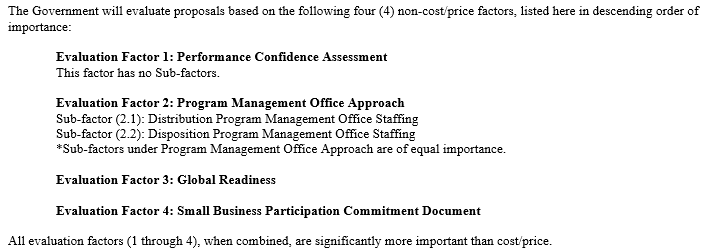 The Government will evaluate proposals based on the following four (4) non-cost/price factors, listed here in descending order of
importance:
Evaluation Factor 1: Performance Confidence Assessment
This factor has no Sub-factors.
Evaluation Factor 2: Program Management Office Approach
Sub-factor (2.1): Distribution Program Management Office Staffing
Sub-factor (2.2): Disposition Program Management Office Staffing
*Sub-factors under Program Management Office Approach are of equal importance.
Evaluation Factor 3: Global Readiness
Evaluation Factor 4: Small Business Participation Commitment Document
All evaluation factors (1 through 4), when combined, are significantly more important than cost/price.